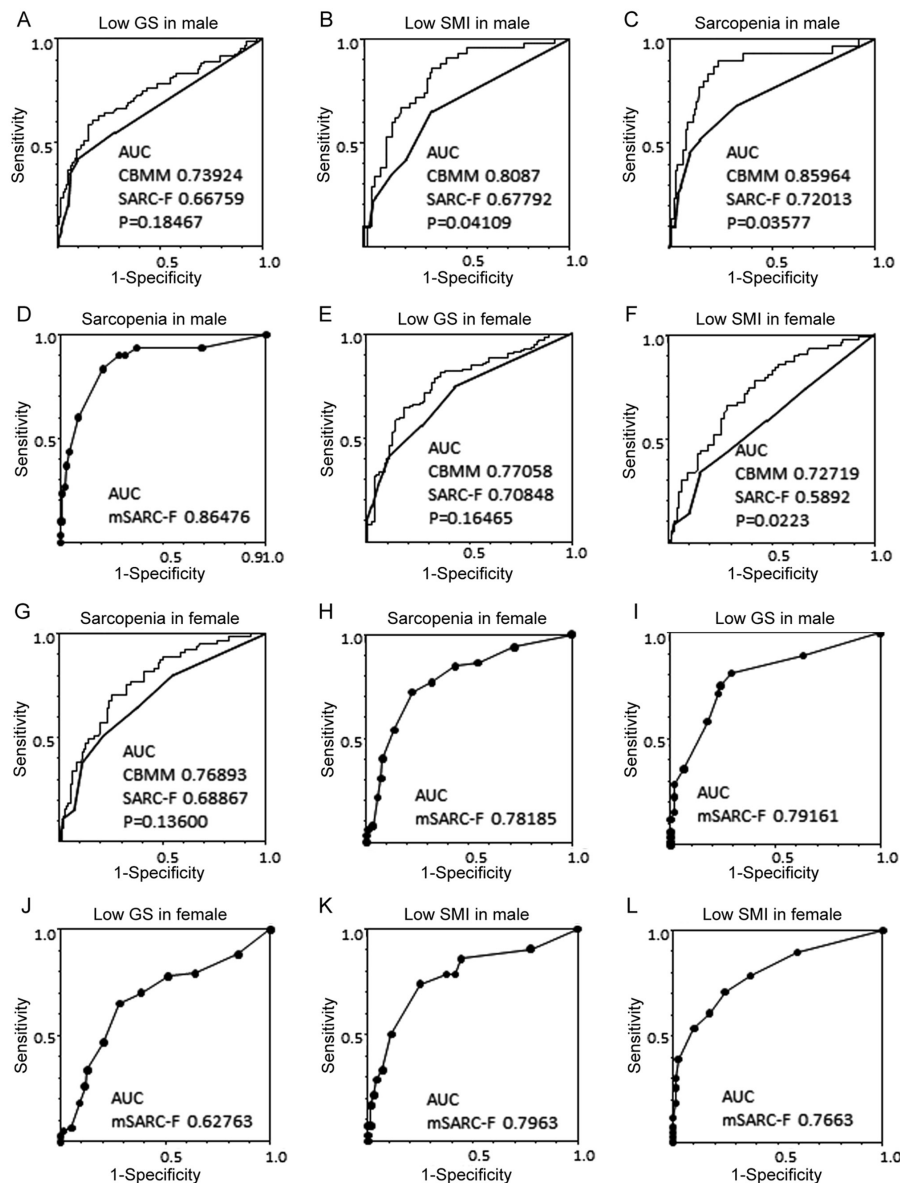 A
Low GS in male
1.0
0.5
Sensitivity
AUC
CBMM 0.73924
SARC-F 0.66759
P=0.18467
0.5
1.0
1-Specificity
B
Low SMI in male
1.0
0.5
Sensitivity
AUC
CBMM 0.8087
SARC-F 0.67792
P=0.04109
0.5
1.0
1-Specificity
C
Sarcopenia in male
1.0
0.5
Sensitivity
AUC
CBMM 0.85964
SARC-F 0.72013
P=0.03577
0.5
1.0
1-Specificity
D
Sarcopenia in male
1.0
0.5
Sensitivity
AUC
mSARC-F 0.86476
0.5
0.91.0
1-Specificity
E
Low GS in female
1.0
0.5
Sensitivity
AUC
CBMM 0.77058
SARC-F 0.70848
P=0.16465
0.5
1.0
1-Specificity
F
Low SMI in female
1.0
0.5
Sensitivity
AUC
CBMM 0.72719
SARC-F 0.5892
P=0.0223
0.5
1.0
1-Specificity
G
Sarcopenia in female
1.0
0.5
Sensitivity
AUC
CBMM 0.76893
SARC-F 0.68867
P=0.13600
0.5
1.0
1-Specificity
H
Sarcopenia in female
1.0
0.5
Sensitivity
AUC
mSARC-F 0.78185
0.5
1.0
1-Specificity
I
Low GS in male
1.0
0.5
Sensitivity
AUC
mSARC-F 0.79161
0.5
1.0
1-Specificity
J
Low GS in female
1.0
0.5
Sensitivity
AUC
mSARC-F 0.62763
0.5
1.0
1-Specificity
K
Low SMI in male
1.0
0.5
Sensitivity
AUC
mSARC-F 0.7963
0.5
1.0
1-Specificity
L
Low SMI in female
1.0
0.5
Sensitivity
AUC
mSARC-F 0.7663
0.5
1.0
1-Specificity